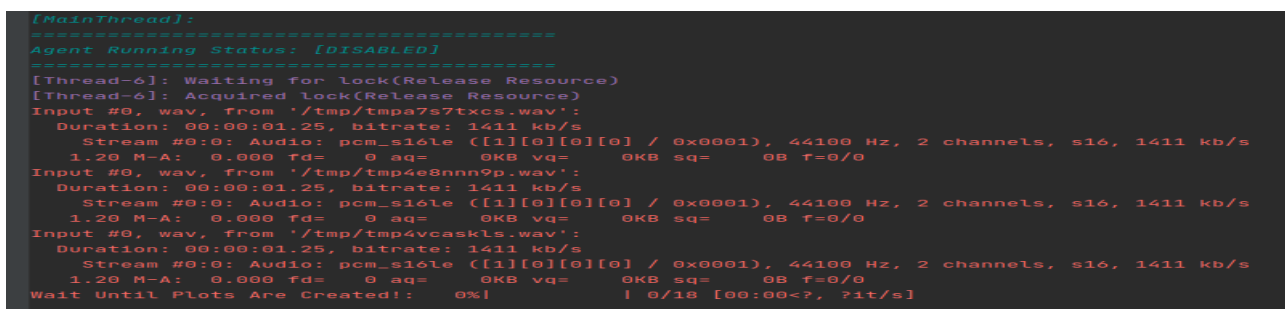 [MainThread]:
==========================================
Agent Running Status: [DISABLED]
==========================================
[Thread-6]: Waiting for lock(Release Resource)
[Thread-6]: Acquired lock(Release Resource)
Input #0, wav, from '/tmp/tmpa7s7txcs.wav':
  Duration: 00:00:01.25, bitrate: 1411 kb/s
    Stream #0:0: Audio: pcm_s16le ([1][0][0][0] / 0x0001), 44100 Hz, 2 channels, s16, 1411 kb/s
   1.20 M-A:  0.000 fd=   0 aq=    0KB vq=    0KB sq=    0B f=0/0
Input #0, wav, from '/tmp/tmp4e8nnn9p.wav':
  Duration: 00:00:01.25, bitrate: 1411 kb/s
    Stream #0:0: Audio: pcm_s16le ([1][0][0][0] / 0x0001), 44100 Hz, 2 channels, s16, 1411 kb/s
   1.20 M-A:  0.000 fd=   0 aq=    0KB vq=    0KB sq=    0B f=0/0
Input #0, wav, from '/tmp/tmp4vcaskls.wav':
  Duration: 00:00:01.25, bitrate: 1411 kb/s
    Stream #0:0: Audio: pcm_s16le ([1][0][0][0] / 0x0001), 44100 Hz, 2 channels, s16, 1411 kb/s
   1.20 M-A:  0.000 fd=   0 aq=    0KB vq=    0KB sq=    0B f=0/0
Wait Until Plots Are Created!:   0%|          | 0/18 [00:00<?, ?it/s]